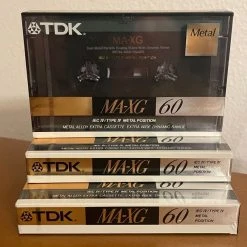 TDK
MA-XG
Metal
MA-XG 60
IEC IV/TYPE IV METAL POSITION
METAL ALLOY EXTRA CASSETTE EXTRA WIDE DYNAMIC RANGE
TDK MA-XG 60
IEC IV/TYPE IV
METAL
POSITION
TDK MA-XG 60
IEC IV/TYPE IV
METAL
POSITION